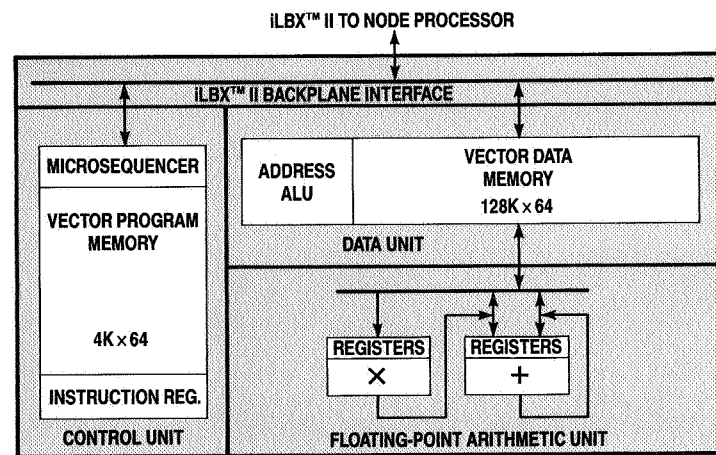 iLBX™ II TO NODE PROCESSOR
iLBX™ II BACKPLANE INTERFACE
MICROSEQUENCER
VECTOR PROGRAM
MEMORY
4K × 64
INSTRUCTION REG.
CONTROL UNIT
ADDRESS
ALU
VECTOR DATA
MEMORY
128K × 64
DATA UNIT
REGISTERS
×
REGISTERS
+
FLOATING-POINT ARITHMETIC UNIT